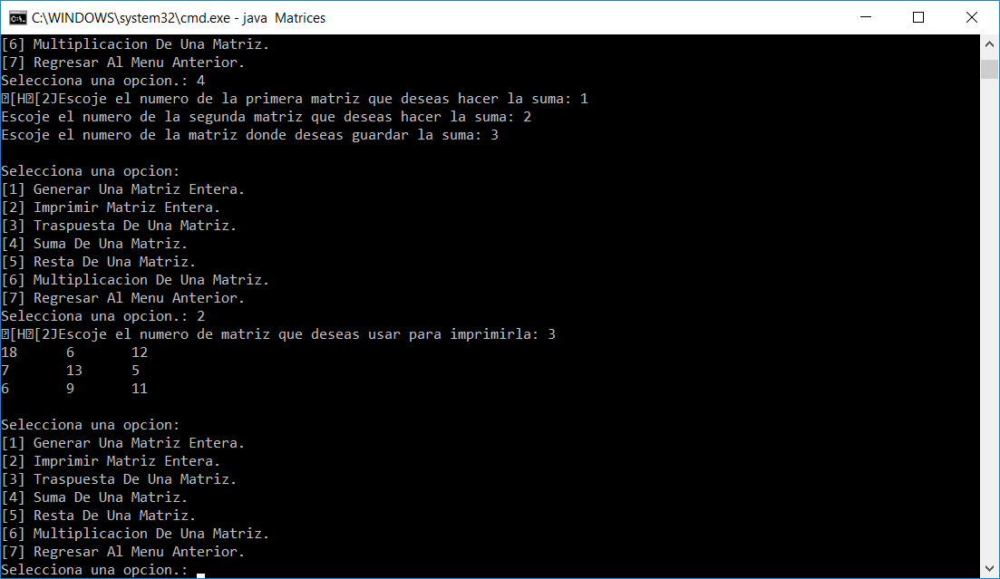 C:\WINDOWS\system32\cmd.exe - java  Matrices
[6] Multiplicacion De Una Matriz.
[7] Regresar Al Menu Anterior.
Selecciona una opcion.: 4
⍰[H⍰[2JEscoje el numero de la primera matriz que deseas hacer la suma: 1
Escoje el numero de la segunda matriz que deseas hacer la suma: 2
Escoje el numero de la matriz donde deseas guardar la suma: 3
Selecciona una opcion:
[1] Generar Una Matriz Entera.
[2] Imprimir Matriz Entera.
[3] Traspuesta De Una Matriz.
[4] Suma De Una Matriz.
[5] Resta De Una Matriz.
[6] Multiplicacion De Una Matriz.
[7] Regresar Al Menu Anterior.
Selecciona una opcion.: 2
⍰[H⍰[2JEscoje el numero de matriz que deseas usar para imprimirla: 3
18      6       12
7       13      5
6       9       11
Selecciona una opcion:
[1] Generar Una Matriz Entera.
[2] Imprimir Matriz Entera.
[3] Traspuesta De Una Matriz.
[4] Suma De Una Matriz.
[5] Resta De Una Matriz.
[6] Multiplicacion De Una Matriz.
[7] Regresar Al Menu Anterior.
Selecciona una opcion.: